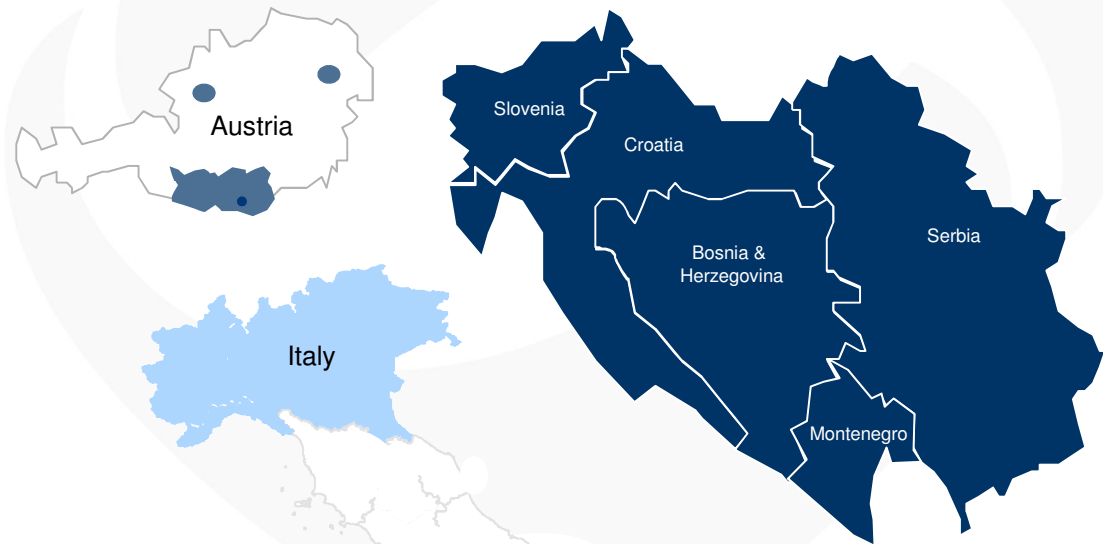 Austria
Italy
Slovenia
Croatia
Bosnia &
Herzegovina
Serbia
Montenegro